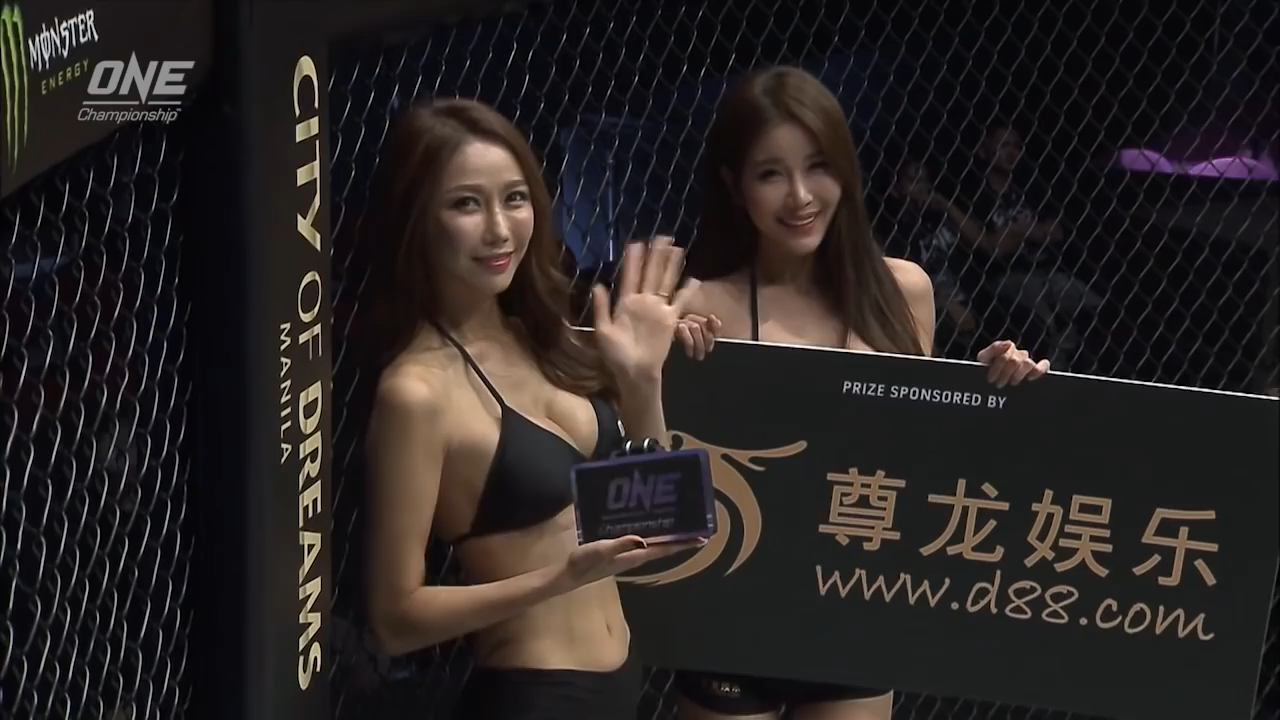 MONSTER
ENERGY
ONE
Championship
CITY OF DREAMS
MANILA
PRIZE SPONSORED BY
尊龙娱乐
www.d88.com
ONE
Championship